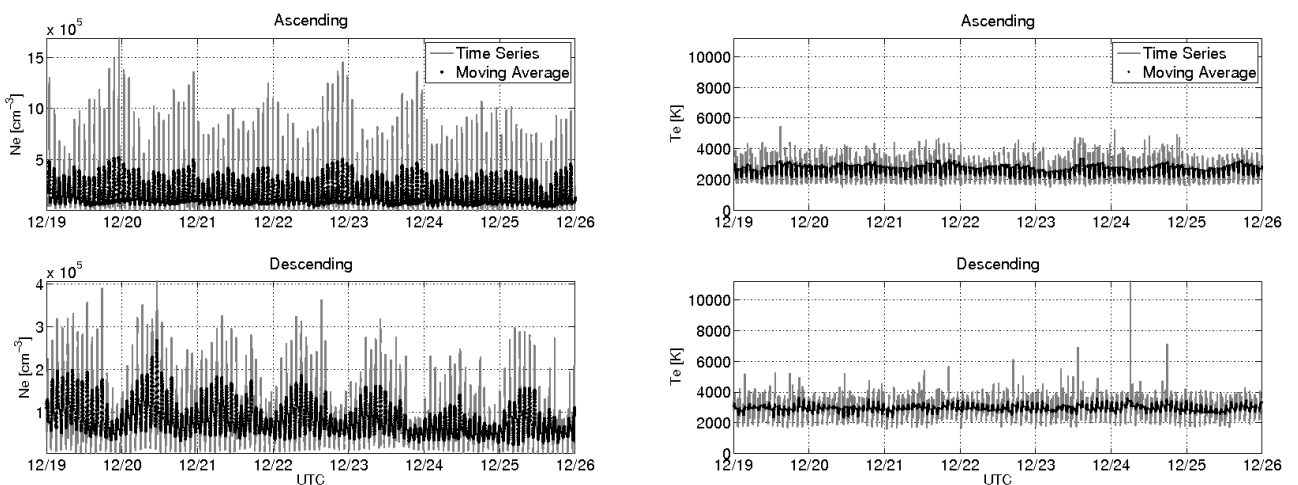 Ascending
x 10^5
Ne [cm^-3]
15
10
5
Time Series
Moving Average
12/19 12/20 12/21 12/22 12/23 12/24 12/25 12/26
Ascending
Te [K]
10000
8000
6000
4000
2000
0
Time Series
Moving Average
12/19 12/20 12/21 12/22 12/23 12/24 12/25 12/26
Descending
x 10^5
Ne [cm^-3]
4
3
2
1
12/19 12/20 12/21 12/22 12/23 12/24 12/25 12/26
UTC
Descending
Te [K]
10000
8000
6000
4000
2000
0
12/19 12/20 12/21 12/22 12/23 12/24 12/25 12/26
UTC